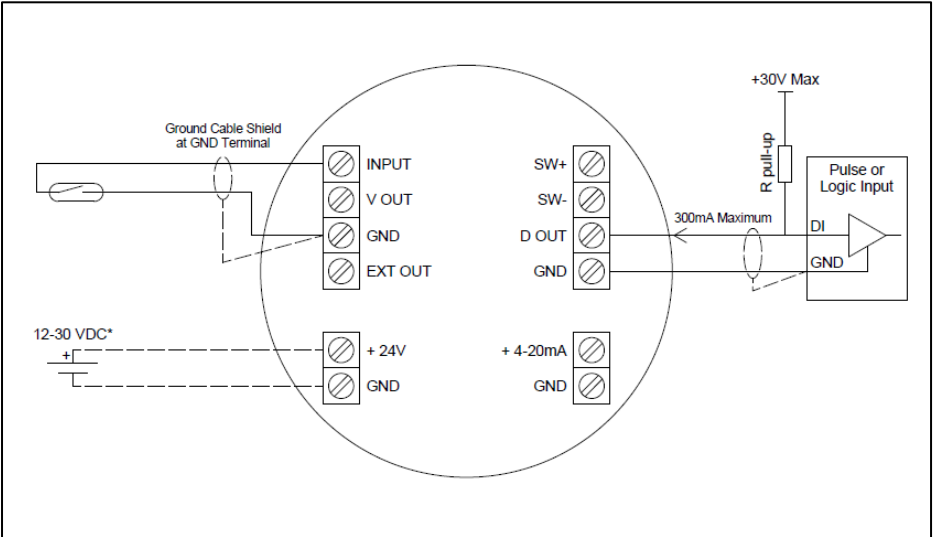 +30V Max
Ground Cable Shield
at GND Terminal
R pull-up
INPUT
V OUT
GND
EXT OUT
SW+
SW-
D OUT
GND
300mA Maximum
Pulse or
Logic Input
DI
GND
12-30 VDC*
+
+ 24V
GND
+ 4-20mA
GND